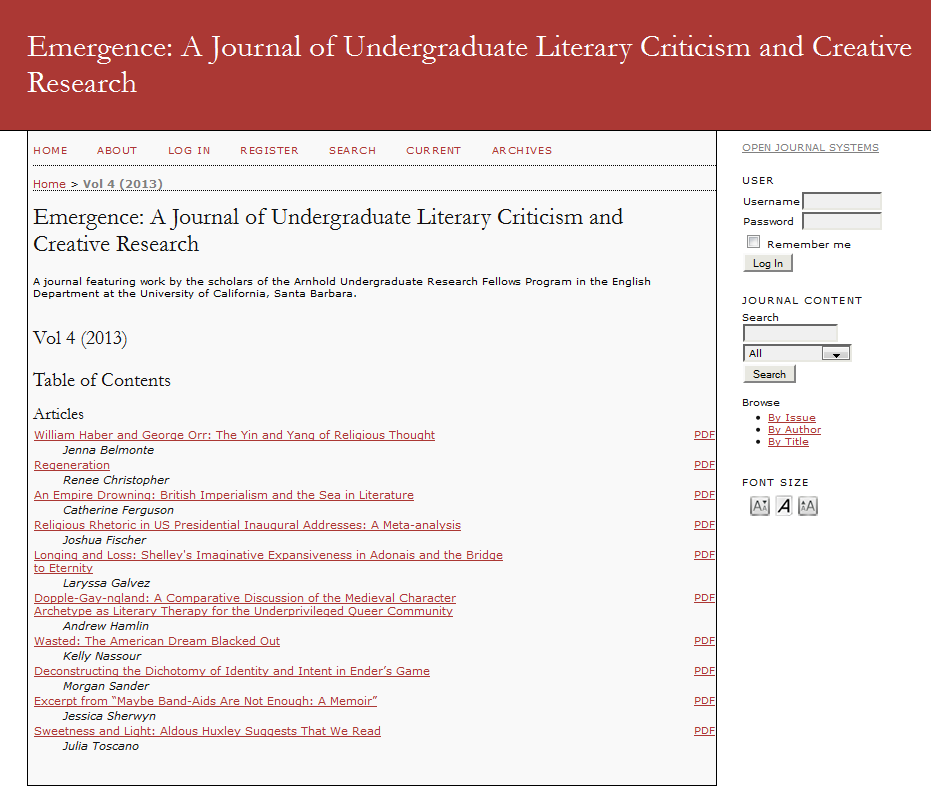 Emergence: A Journal of Undergraduate Literary Criticism and Creative
Research
HOME ABOUT LOG IN REGISTER SEARCH CURRENT ARCHIVES
Home > Vol 4 (2013)
Emergence: A Journal of Undergraduate Literary Criticism and
Creative Research
A journal featuring work by the scholars of the Arnhold Undergraduate Research Fellows Program in the English
Department at the University of California, Santa Barbara.
Vol 4 (2013)
Table of Contents
Articles
William Haber and George Orr: The Yin and Yang of Religious Thought PDF
Jenna Belmonte
Regeneration PDF
Renee Christopher
An Empire Drowning: British Imperialism and the Sea in Literature PDF
Catherine Ferguson
Religious Rhetoric in US Presidential Inaugural Addresses: A Meta-analysis PDF
Joshua Fischer
Longing and Loss: Shelley's Imaginative Expansiveness in Adonais and the Bridge PDF
to Eternity
Laryssa Galvez
Dopple-Gay-ngland: A Comparative Discussion of the Medieval Character PDF
Archetype as Literary Therapy for the Underprivileged Queer Community
Andrew Hamlin
Wasted: The American Dream Blacked Out PDF
Kelly Nassour
Deconstructing the Dichotomy of Identity and Intent in Ender’s Game PDF
Morgan Sander
Excerpt from “Maybe Band-Aids Are Not Enough: A Memoir” PDF
Jessica Sherwyn
Sweetness and Light: Aldous Huxley Suggests That We Read PDF
Julia Toscano
OPEN JOURNAL SYSTEMS
USER
Username
Password
Remember me
Log In
JOURNAL CONTENT
Search
All
Search
Browse
By Issue
By Author
By Title
FONT SIZE
A A A